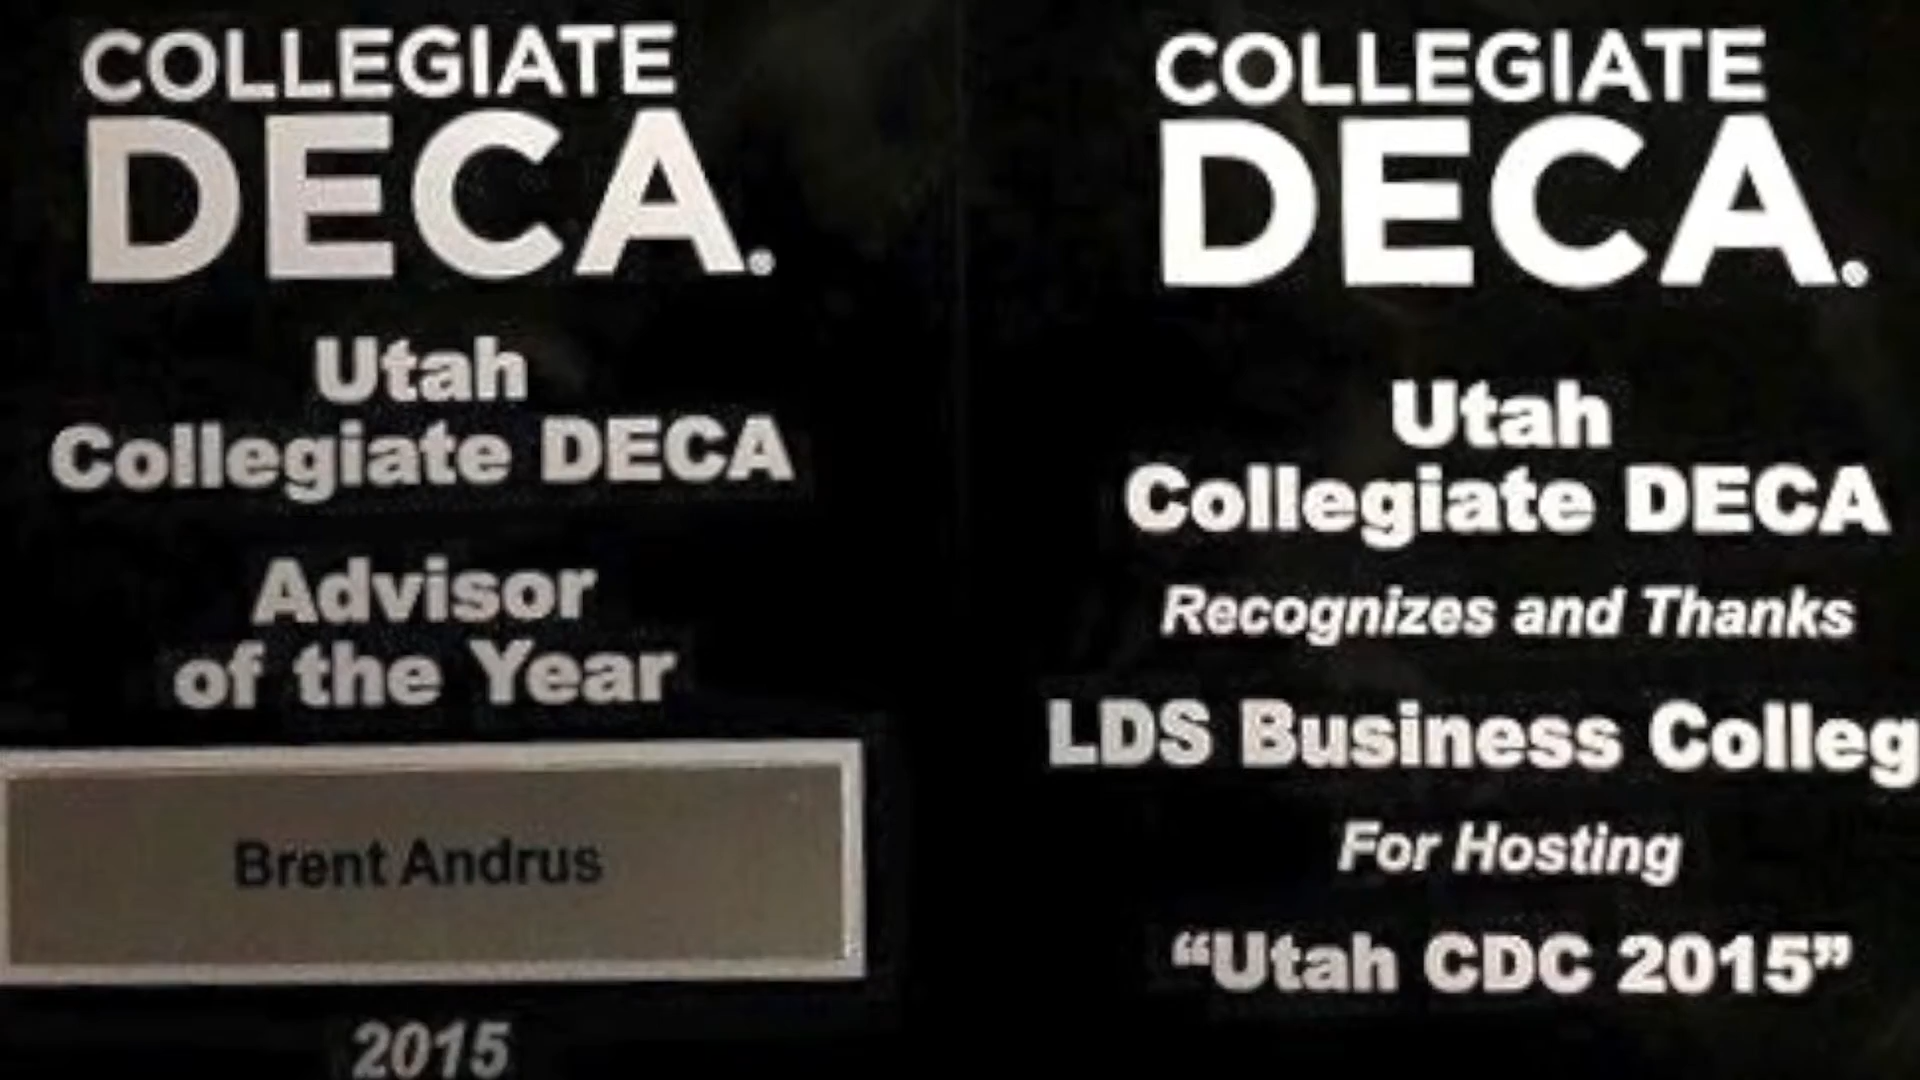 COLLEGIATE
DECA®
Utah
Collegiate DECA
Advisor
of the Year
Brent Andrus
2015
COLLEGIATE
DECA®
Utah
Collegiate DECA
Recognizes and Thanks
LDS Business Colleg
For Hosting
“Utah CDC 2015”